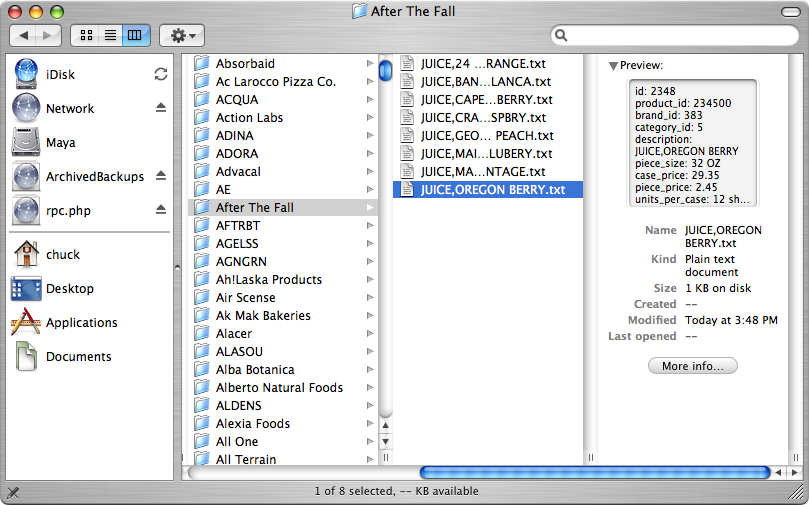 After The Fall
iDisk
Network
Maya
ArchivedBackups
rpc.php
chuck
Desktop
Applications
Documents
Absorbaid
Ac Larocco Pizza Co.
ACQUA
Action Labs
ADINA
ADORA
Advacal
AE
After The Fall
AFTRBT
AGELSS
AGNGRN
Ah!Laska Products
Air Scense
Ak Mak Bakeries
Alacer
ALASOU
Alba Botanica
Alberto Natural Foods
ALDENS
Alexia Foods
All One
All Terrain
JUICE,24 ...RANGE.txt
JUICE,BAN...LANCA.txt
JUICE,CAPE...BERRY.txt
JUICE,CRA...SPBRY.txt
JUICE,GEO... PEACH.txt
JUICE,MAI...LUBERY.txt
JUICE,MA...NTAGE.txt
JUICE,OREGON BERRY.txt
Preview:
id: 2348
product_id: 234500
brand_id: 383
category_id: 5
description:
JUICE,OREGON BERRY
piece_size: 32 OZ
case_price: 29.35
piece_price: 2.45
units_per_case: 12 sh...
Name JUICE,OREGON
BERRY.txt
Kind Plain text
document
Size 1 KB on disk
Created --
Modified Today at 3:48 PM
Last opened --
More info...
1 of 8 selected, -- KB available